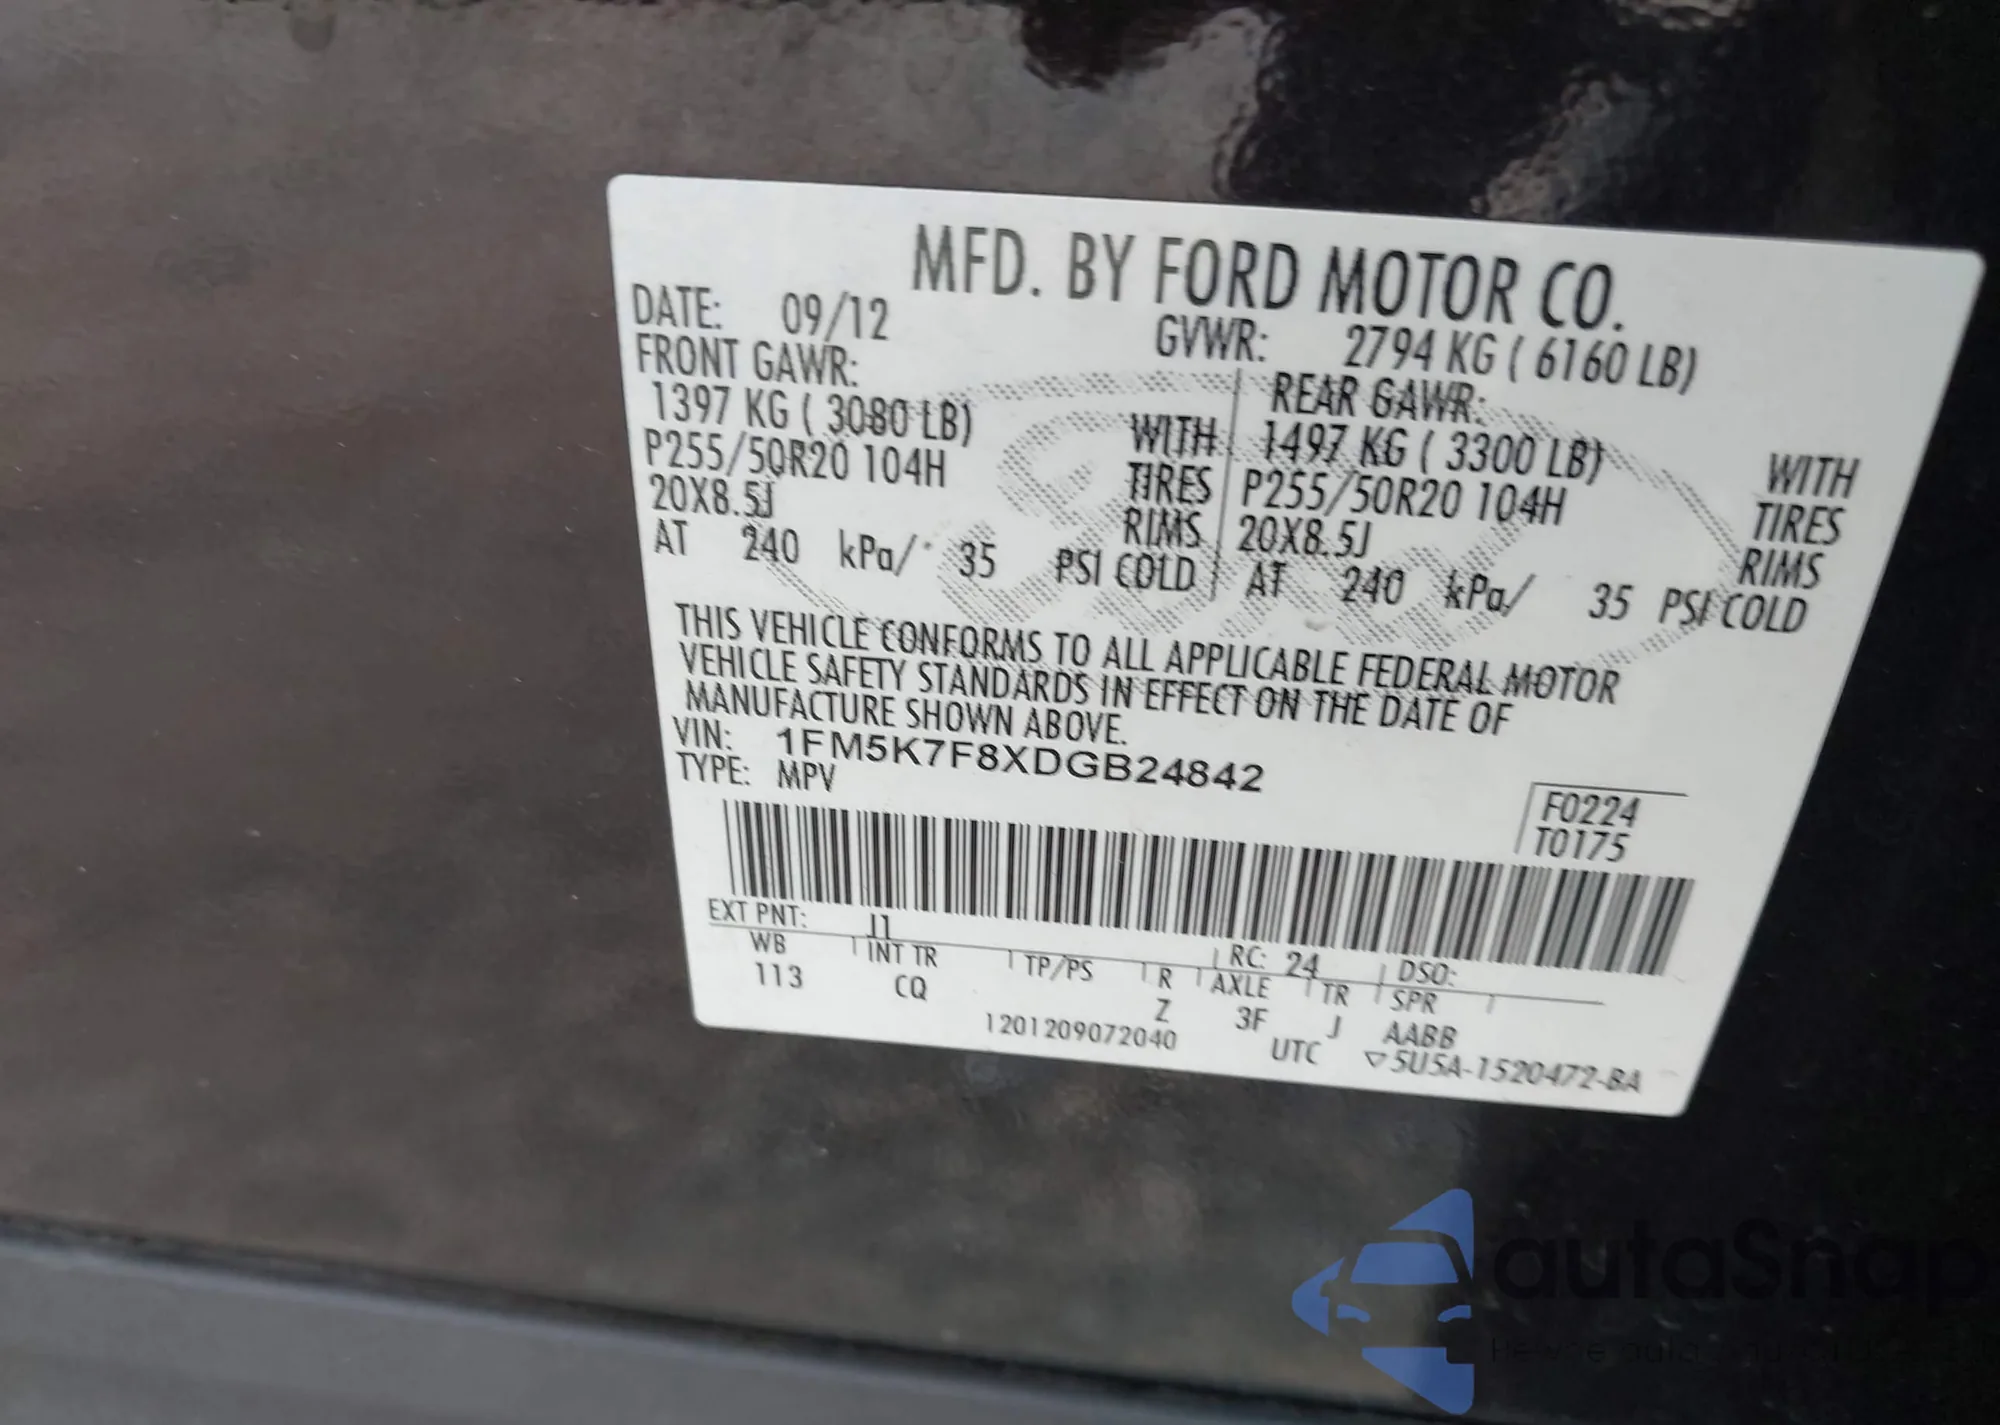 MFD. BY FORD MOTOR CO.
DATE: 09/12 GVWR: 2794 KG ( 6160 LB)
FRONT GAWR: REAR GAWR:
1397 KG ( 3080 LB) WITH 1497 KG ( 3300 LB) WITH
P255/50R20 104H TIRES P255/50R20 104H TIRES
20X8.5J RIMS 20X8.5J RIMS
AT 240 kPa/ 35 PSI COLD AT 240 kPa/ 35 PSI COLD
THIS VEHICLE CONFORMS TO ALL APPLICABLE FEDERAL MOTOR
VEHICLE SAFETY STANDARDS IN EFFECT ON THE DATE OF
MANUFACTURE SHOWN ABOVE.
VIN: 1FM5K7F8XDGB24842
TYPE: MPV
F0224
T0175
EXT PNT: J1 RC: 24 DSO:
WB INT TR TP/PS R AXLE TR SPR
113 CQ Z 3F J AABB
1201209072040 UTC ▽5U5A-1520472-BA
autoSnap